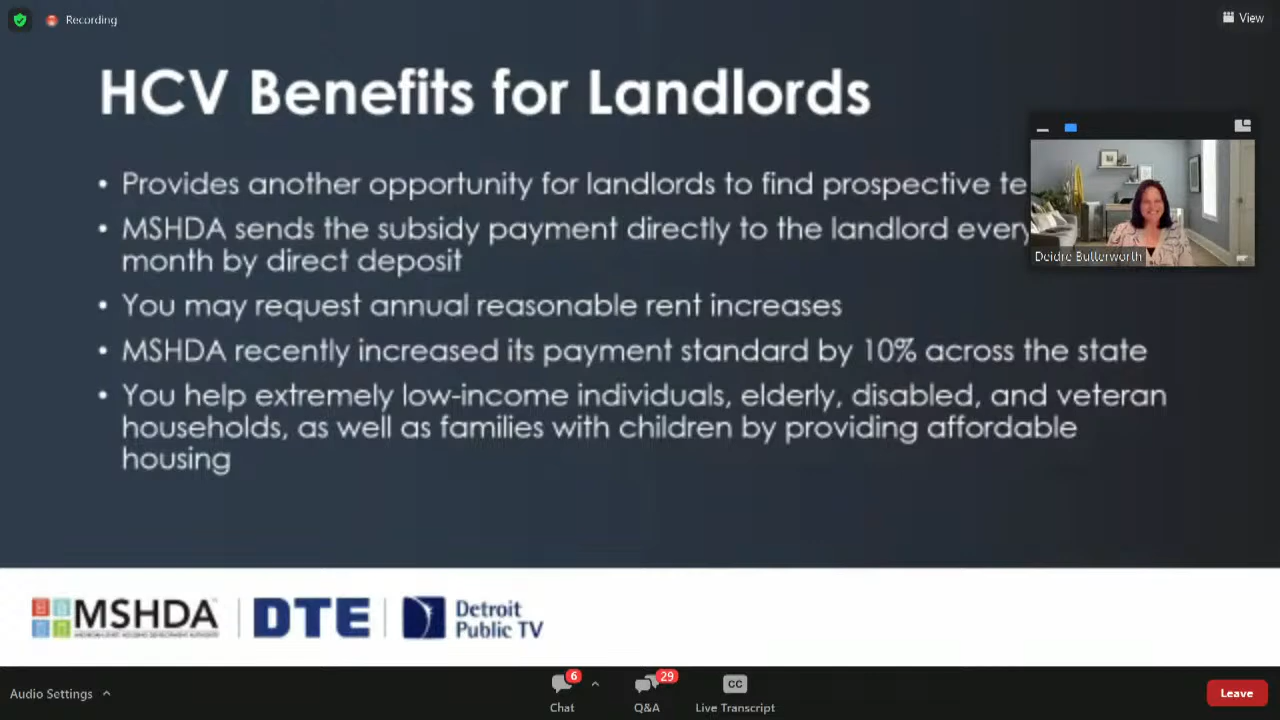 Recording
View
HCV Benefits for Landlords
• Provides another opportunity for landlords to find prospective te
• MSHDA sends the subsidy payment directly to the landlord every
month by direct deposit
Deidre Butterworth
• You may request annual reasonable rent increases
• MSHDA recently increased its payment standard by 10% across the state
• You help extremely low-income individuals, elderly, disabled, and veteran
households, as well as families with children by providing affordable
housing
MSHDA
DTE
Detroit
Public TV
Audio Settings
6
Chat
29
Q&A
CC
Live Transcript
Leave